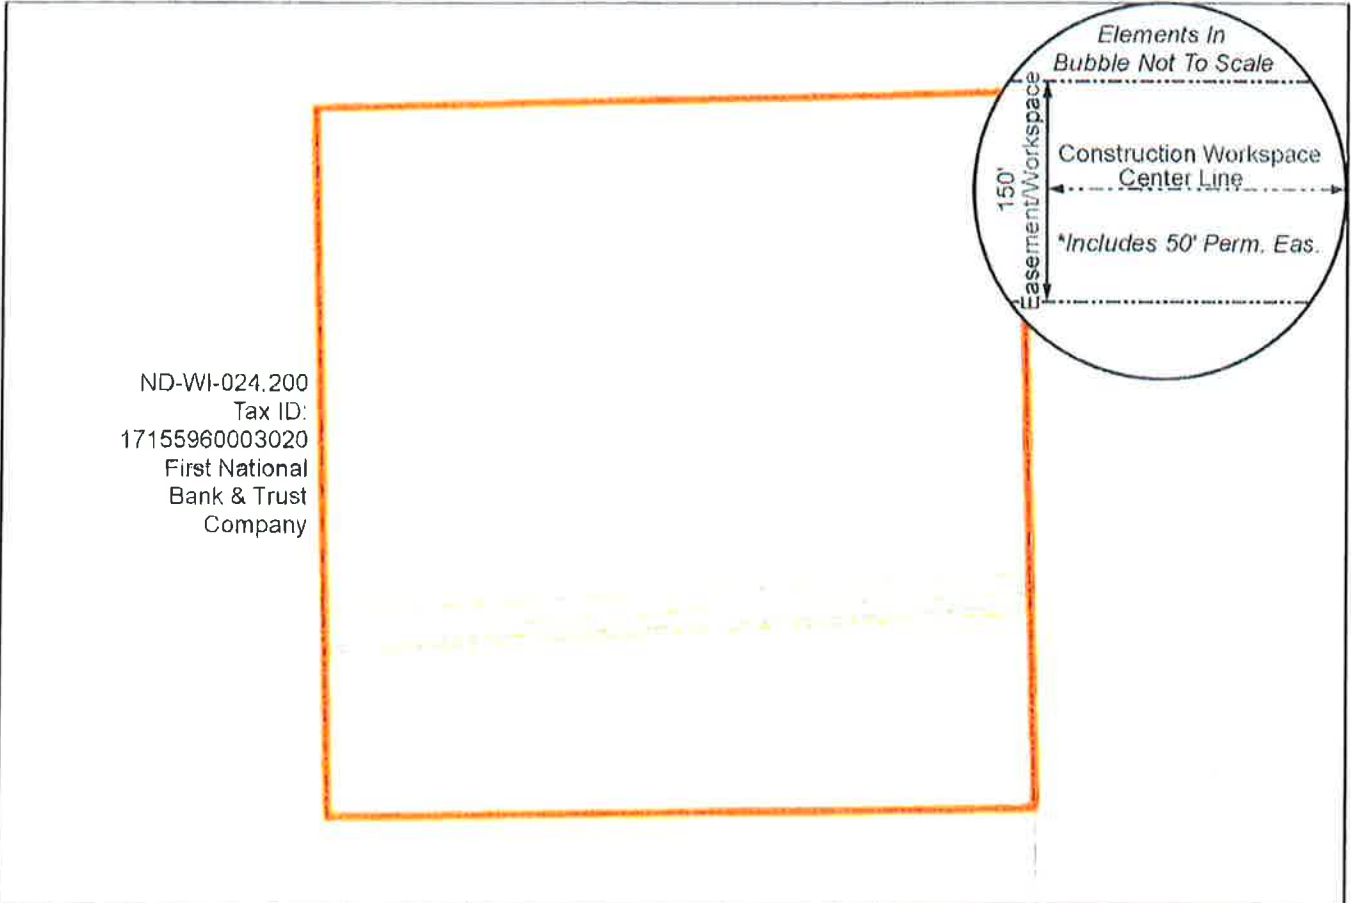 Elements In
Bubble Not To Scale
150'
Easement/Workspace
Construction Workspace
Center Line
*Includes 50' Perm. Eas.
ND-WI-024.200
Tax ID:
17155960003020
First National
Bank & Trust
Company